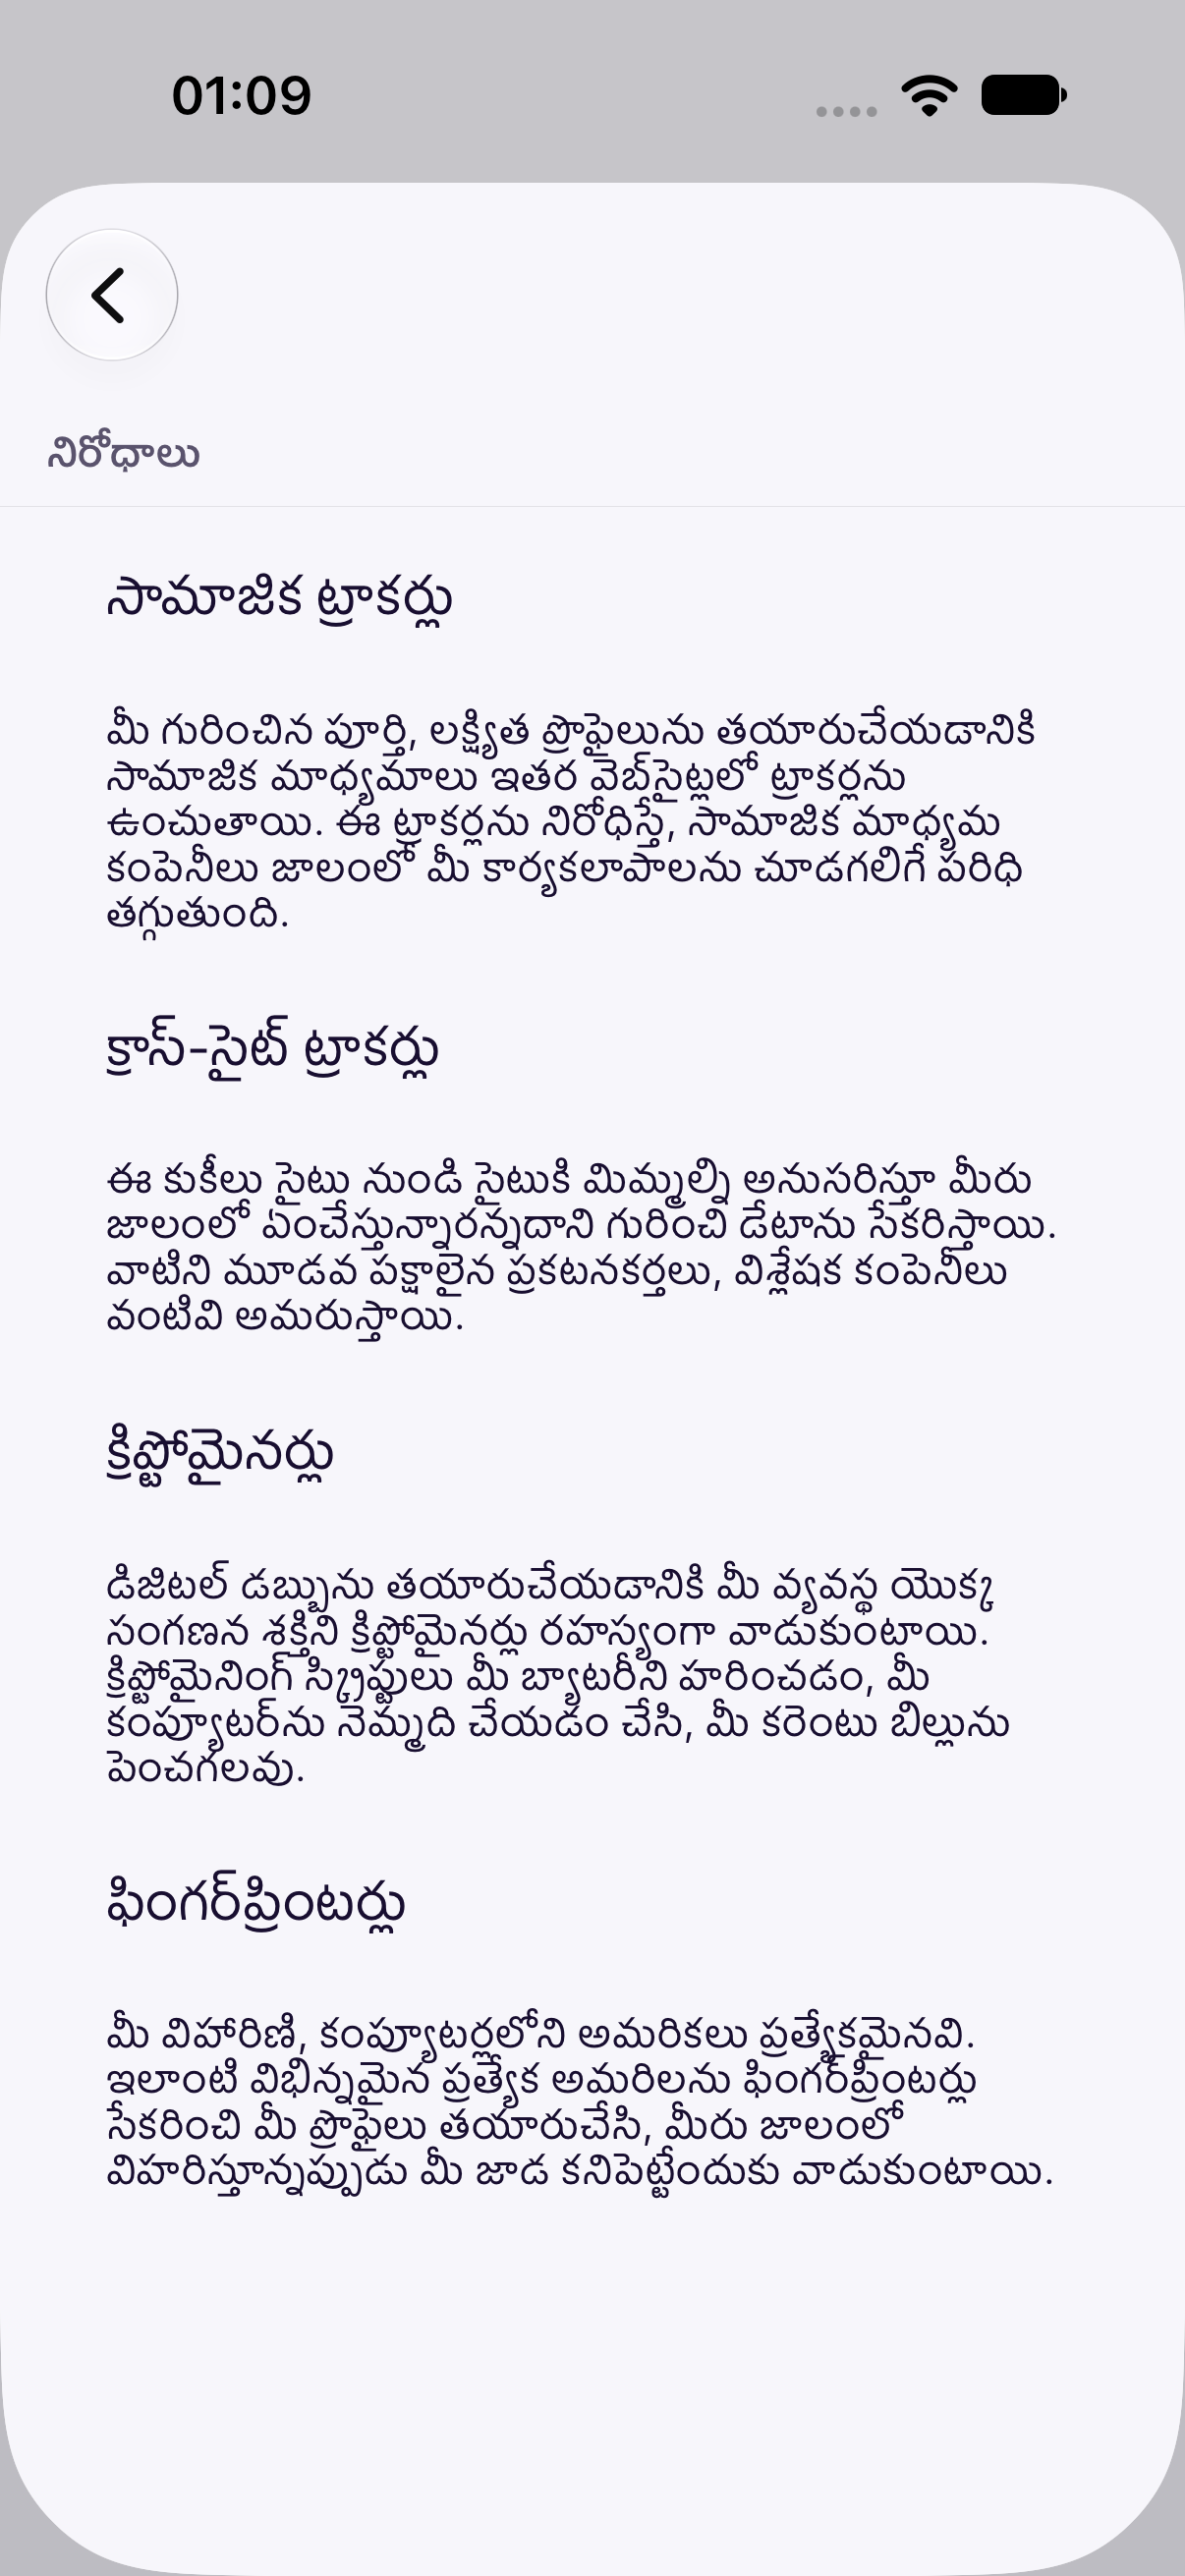 01:09
నిరోధాలు
సామాజిక ట్రాకర్లు
మీ గురించిన పూర్తి, లక్ష్యిత ప్రొఫైలును తయారుచేయడానికి
సామాజిక మాధ్యమాలు ఇతర వెబ్‌సైట్లలో ట్రాకర్లను
ఉంచుతాయి. ఈ ట్రాకర్లను నిరోధిస్తే, సామాజిక మాధ్యమ
కంపెనీలు జాలంలో మీ కార్యకలాపాలను చూడగలిగే పరిధి
తగ్గుతుంది.
క్రాస్-సైట్ ట్రాకర్లు
ఈ కుకీలు సైటు నుండి సైటుకి మిమ్మల్ని అనుసరిస్తూ మీరు
జాలంలో ఏంచేస్తున్నారన్నదాని గురించి డేటాను సేకరిస్తాయి.
వాటిని మూడవ పక్షాలైన ప్రకటనకర్తలు, విశ్లేషక కంపెనీలు
వంటివి అమరుస్తాయి.
క్రిప్టోమైనర్లు
డిజిటల్ డబ్బును తయారుచేయడానికి మీ వ్యవస్థ యొక్క
సంగణన శక్తిని క్రిప్టోమైనర్లు రహస్యంగా వాడుకుంటాయి.
క్రిప్టోమైనింగ్ స్క్రిప్టులు మీ బ్యాటరీని హరించడం, మీ
కంప్యూటర్‌ను నెమ్మది చేయడం చేసి, మీ కరెంటు బిల్లును
పెంచగలవు.
ఫింగర్‌ప్రింటర్లు
మీ విహారిణి, కంప్యూటర్లలోని అమరికలు ప్రత్యేకమైనవి.
ఇలాంటి విభిన్నమైన ప్రత్యేక అమరిలను ఫింగర్‌ప్రింటర్లు
సేకరించి మీ ప్రొఫైలు తయారుచేసి, మీరు జాలంలో
విహరిస్తూన్నప్పుడు మీ జాడ కనిపెట్టేందుకు వాడుకుంటాయి.